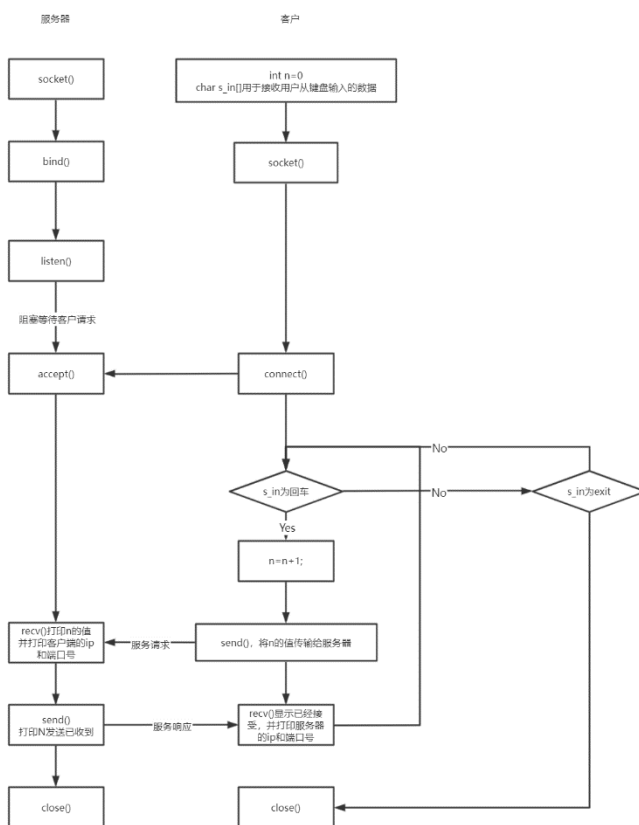 服务器
客户
socket()
int n=0
char s_in[]用于接收用户从键盘输入的数据
bind()
socket()
listen()
阻塞等待客户请求
accept()
connect()
No
s_in为回车
No
s_in为exit
Yes
n=n+1;
recv()打印n的值
并打印客户端的ip
和端口号
服务请求
send()，将n的值传输给服务器
send()
打印N发送已收到
服务响应
recv()显示已经接
受，并打印服务器
的ip和端口号
close()
close()